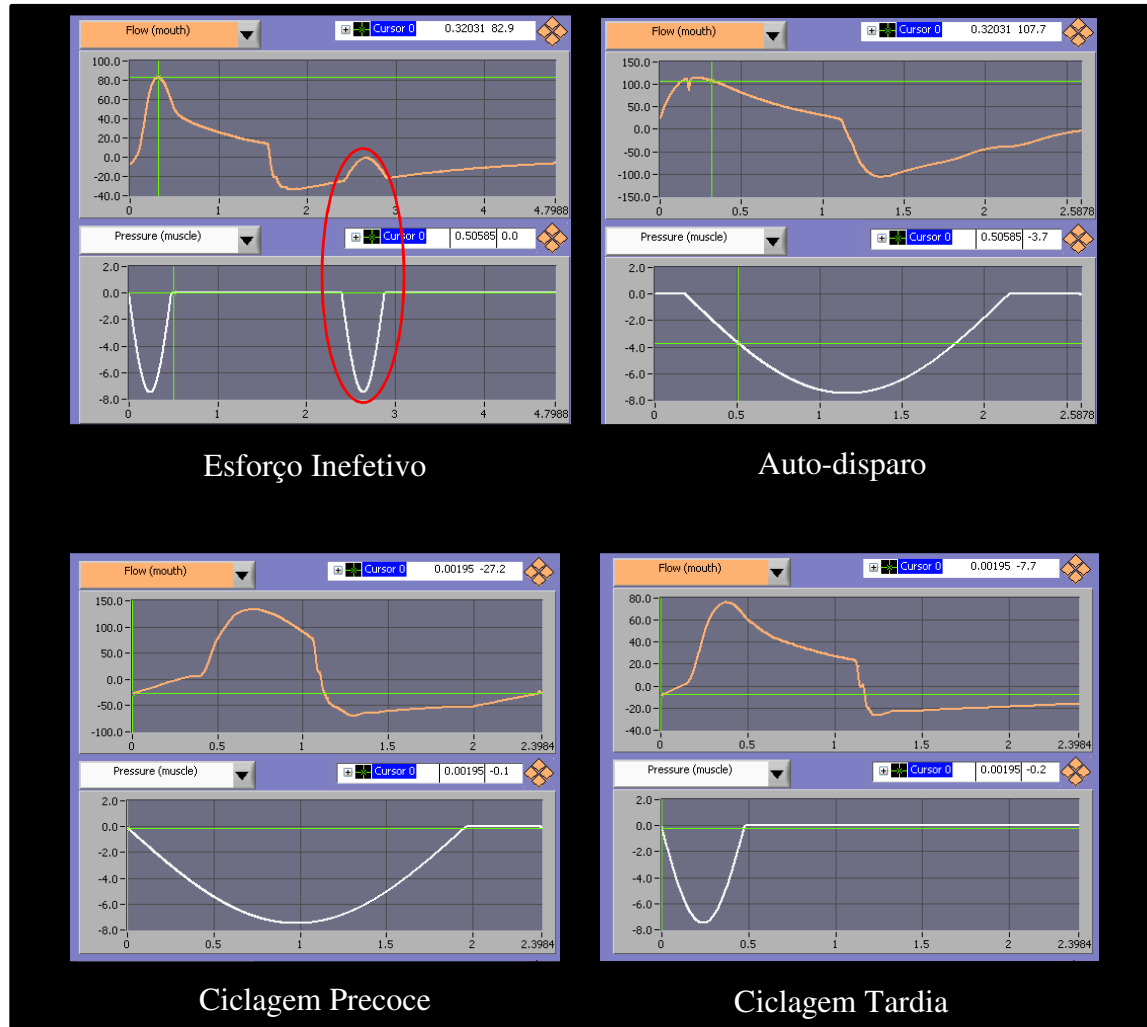 Flow (mouth) Cursor 0 0.32031 82.9
100.0
80.0
60.0
40.0
20.0
0.0
-20.0
-40.0
0 1 2 3 4 4.7988
Pressure (muscle) Cursor 0 0.50585 0.0
2.0
0.0
-2.0
-4.0
-6.0
-8.0
0 1 2 3 4 4.7988
Esforço Inefetivo
Flow (mouth) Cursor 0 0.32031 107.7
150.0
100.0
50.0
0.0
-50.0
-100.0
-150.0
0 0.5 1 1.5 2 2.5878
Pressure (muscle) Cursor 0 0.50585 -3.7
2.0
0.0
-2.0
-4.0
-6.0
-8.0
0 0.5 1 1.5 2 2.5878
Auto-disparo
Flow (mouth) Cursor 0 0.00195 -27.2
150.0
100.0
50.0
0.0
-50.0
-100.0
0 0.5 1 1.5 2 2.3984
Pressure (muscle) Cursor 0 0.00195 -0.1
2.0
0.0
-2.0
-4.0
-6.0
-8.0
0 0.5 1 1.5 2 2.3984
Ciclagem Precoce
Flow (mouth) Cursor 0 0.00195 -7.7
80.0
60.0
40.0
20.0
0.0
-20.0
-40.0
0 0.5 1 1.5 2 2.3984
Pressure (muscle) Cursor 0 0.00195 -0.2
2.0
0.0
-2.0
-4.0
-6.0
-8.0
0 0.5 1 1.5 2 2.3984
Ciclagem Tardia